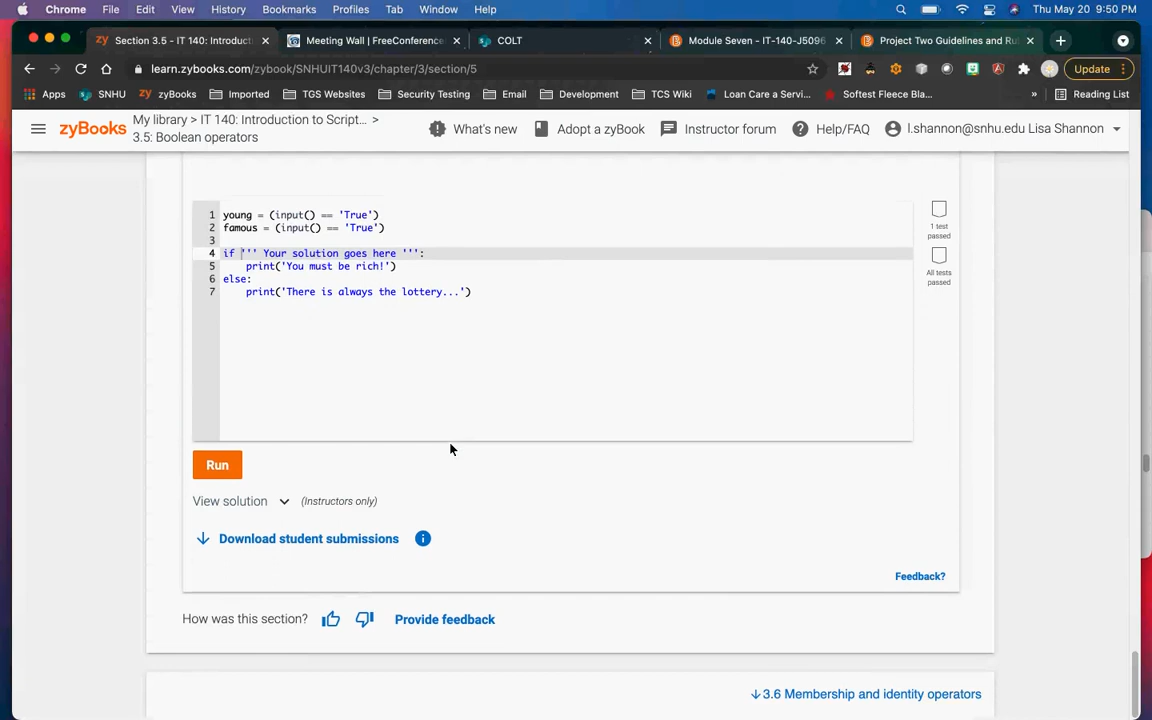 Chrome File Edit View History Bookmarks Profiles Tab Window Help Thu May 20 9:50 PM
zy Section 3.5 - IT 140: Introduct × Meeting Wall | FreeConference × COLT × Module Seven - IT-140-J5096 × Project Two Guidelines and Ru ×
learn.zybooks.com/zybook/SNHUIT140v3/chapter/3/section/5 Update
Apps SNHU zy zyBooks TGS Websites Security Testing Email Development TCS Wiki Loan Care a Servi... Softest Fleece Bla... » Reading List
zyBooks
My library > IT 140: Introduction to Script... >
3.5: Boolean operators
What's new Adopt a zyBook Instructor forum Help/FAQ l.shannon@snhu.edu Lisa Shannon
1 young = (input() == 'True')
2 famous = (input() == 'True')
3
4 if ''' Your solution goes here ''':
5 print('You must be rich!')
6 else:
7 print('There is always the lottery...')
1 test
passed
All tests
passed
Run
View solution (Instructors only)
Download student submissions i
Feedback?
How was this section? Provide feedback
3.6 Membership and identity operators